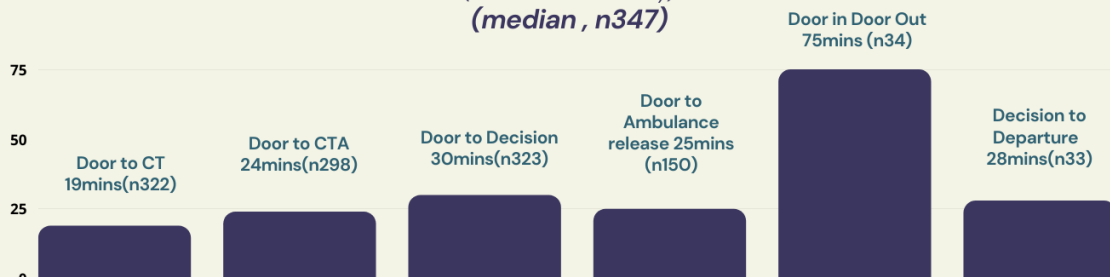 (median , n347)
Door in Door Out
75mins (n34)
75
Door to
Ambulance
release 25mins
(n150)
Decision to
Departure
28mins(n33)
50
Door to Decision
30mins(n323)
Door to CTA
24mins(n298)
Door to CT
19mins(n322)
25